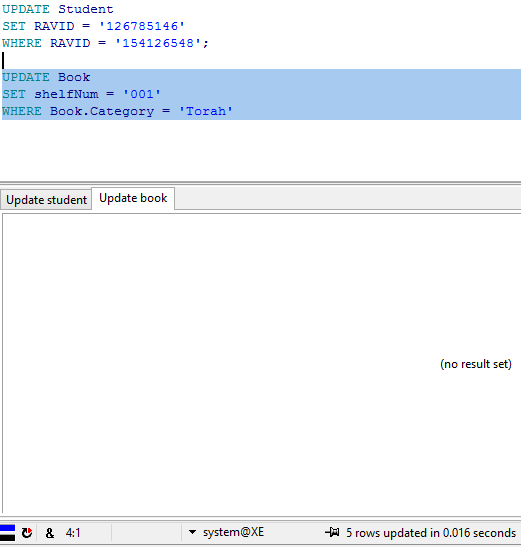 UPDATE Student
SET RAVID = '126785146'
WHERE RAVID = '154126548';
UPDATE Book
SET shelfNum = '001'
WHERE Book.Category = 'Torah'
Update student Update book
(no result set)
& 4:1 system@XE 5 rows updated in 0.016 seconds